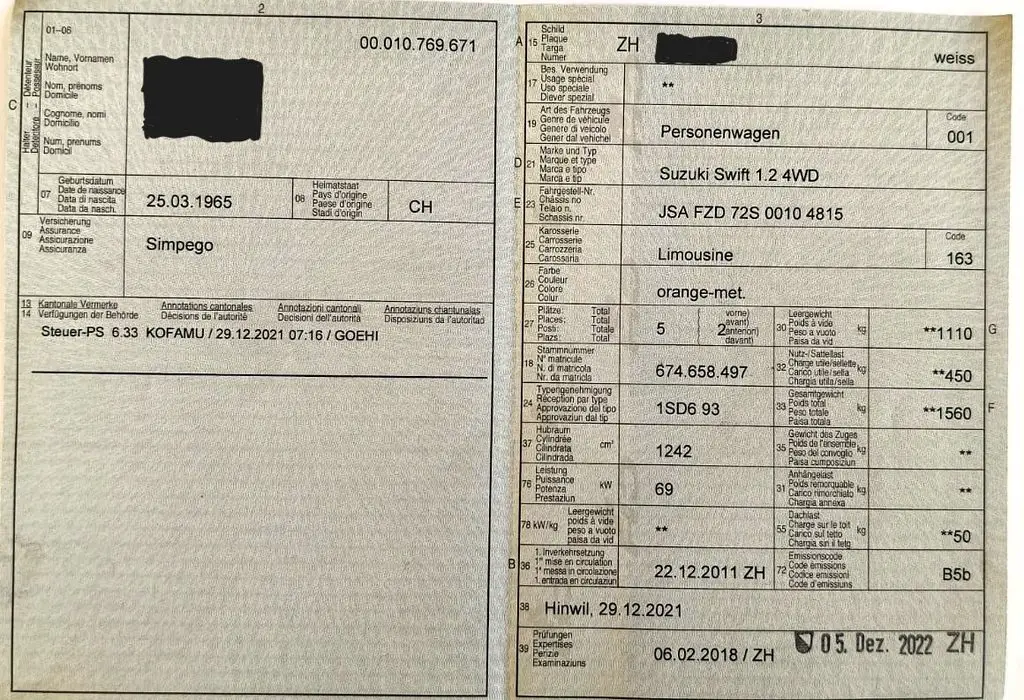 2
01–06
Name, Vornamen
Wohnort
Nom, prénoms
Domicile
Cognome, nomi
Domicilio
Num, prenums
Domicil
00.010.769.671
C
Halter Détenteur
Detentore Possessur
07
Geburtsdatum
Date de naissance
Data di nascita
Data da nasch.
25.03.1965
08
Heimatstaat
Pays d'origine
Paese d'origine
Stadi d'origin
CH
09
Versicherung
Assurance
Assicurazione
Assicuranza
Simpego
13 Kantonale Vermerke Annotations cantonales Annotazioni cantonali Annotaziuns chantunalas
14 Verfügungen der Behörde Décisions de l'autorité Decisioni dell'autorità Disposiziuns da l'autoritad
Steuer-PS 6.33 KOFAMU / 29.12.2021 07:16 / GOEHI
3
A
15
Schild
Plaque
Targa
Numer
ZH
weiss
17
Bes. Verwendung
Usage spécial
Uso speciale
Diever spezial
**
19
Art des Fahrzeugs
Genre de véhicule
Genere di veicolo
Gener dal vehichel
Personenwagen
Code
001
D
21
Marke und Typ
Marque et type
Marca e tipo
Marca e tip
Suzuki Swift 1.2 4WD
E
23
Fahrgestell-Nr.
Châssis no
Telaio n.
Schassis nr.
JSA FZD 72S 0010 4815
25
Karosserie
Carrosserie
Carrozzeria
Carossaria
Limousine
Code
163
26
Farbe
Couleur
Colore
Colur
orange-met.
27
Plätze: Total
Places: Total
Posti: Totale
Plazs: Total
5
2
vorne)
avant)
anteriori)
davant)
30
Leergewicht
Poids à vide
Peso a vuoto
Paisa da vid
kg
**1110
G
18
Stammnummer
N° matricule
N. di matricola
Nr. da matricla
674.658.497
32
Nutz-/Sattellast
Charge utile/sellette
Carico utile/sella
Chargia utila/sella
kg
**450
24
Typengenehmigung
Réception par type
Approvazione del tipo
Approvaziun dal tip
1SD6 93
33
Gesamtgewicht
Poids total
Peso totale
Paisa totala
kg
**1560
F
37
Hubraum
Cylindrée
Cilindrata
Cilindrada
cm³
1242
35
Gewicht des Zuges
Poids de l'ensemble
Peso del convoglio
Paisa cumposiziun
kg
**
76
Leistung
Puissance
Potenza
Prestaziun
kW
69
31
Anhängelast
Poids remorquable
Carico rimorchiato
Chargia annexa
kg
**
78 kW/kg
Leergewicht
poids à vide
peso a vuoto
paisa da vid
**
55
Dachlast
Charge sur le toit
Carico sul tetto
Chargia sin il tetg
kg
**50
B
36
1. Inverkehrsetzung
1re mise en circulation
1a messa in circolazione
1. entrada en circulaziun
22.12.2011 ZH
72
Emissionscode
Code émissions
Codice emissioni
Code d'emissiuns
B5b
38
Hinwil, 29.12.2021
39
Prüfungen
Expertises
Perizie
Examinaziuns
06.02.2018 / ZH
05. Dez. 2022 ZH